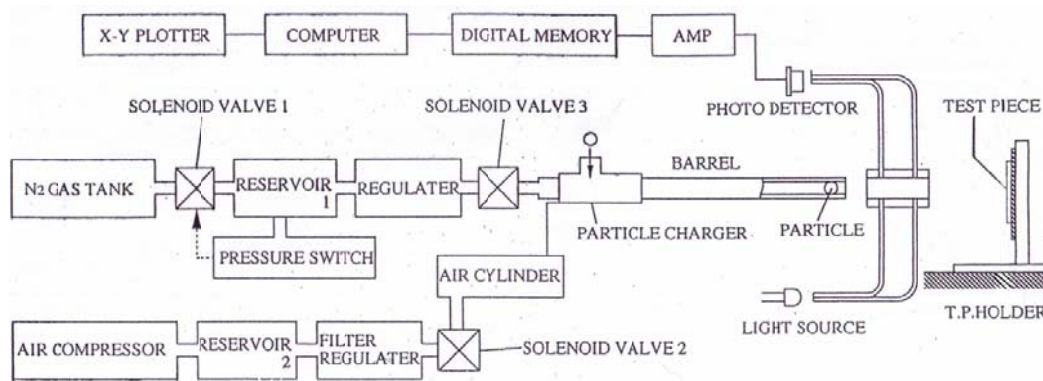 X-Y PLOTTER
COMPUTER
DIGITAL MEMORY
AMP
PHOTO DETECTOR
SOLENOID VALVE 1
SOLENOID VALVE 3
TEST PIECE
N2 GAS TANK
RESERVOIR
1
REGULATER
BARREL
PARTICLE CHARGER
PARTICLE
PRESSURE SWITCH
AIR CYLINDER
LIGHT SOURCE
T.P.HOLDER
AIR COMPRESSOR
RESERVOIR
2
FILTER
REGULATER
SOLENOID VALVE 2